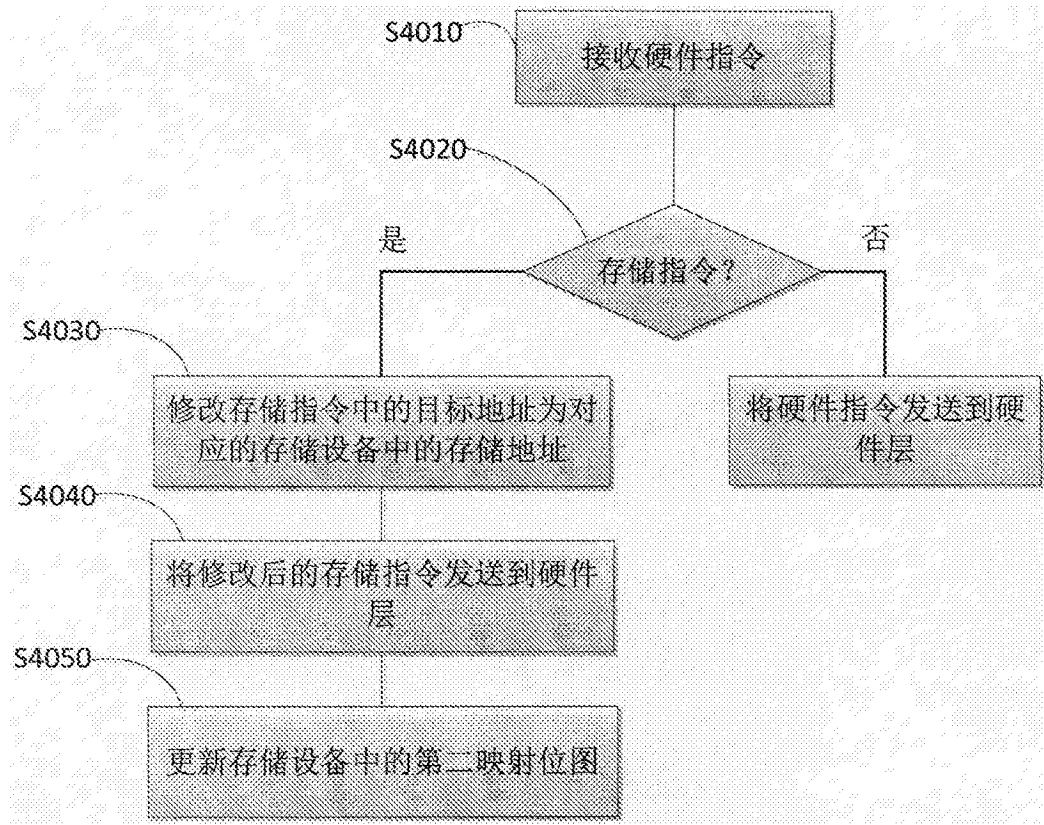 S4010
接收硬件指令
S4020
存储指令?
是
否
S4030
修改存储指令中的目标地址为对
应的存储设备中的存储地址
将硬件指令发送到硬
件层
S4040
将修改后的存储指令发送到硬件
层
S4050
更新存储设备中的第二映射位图